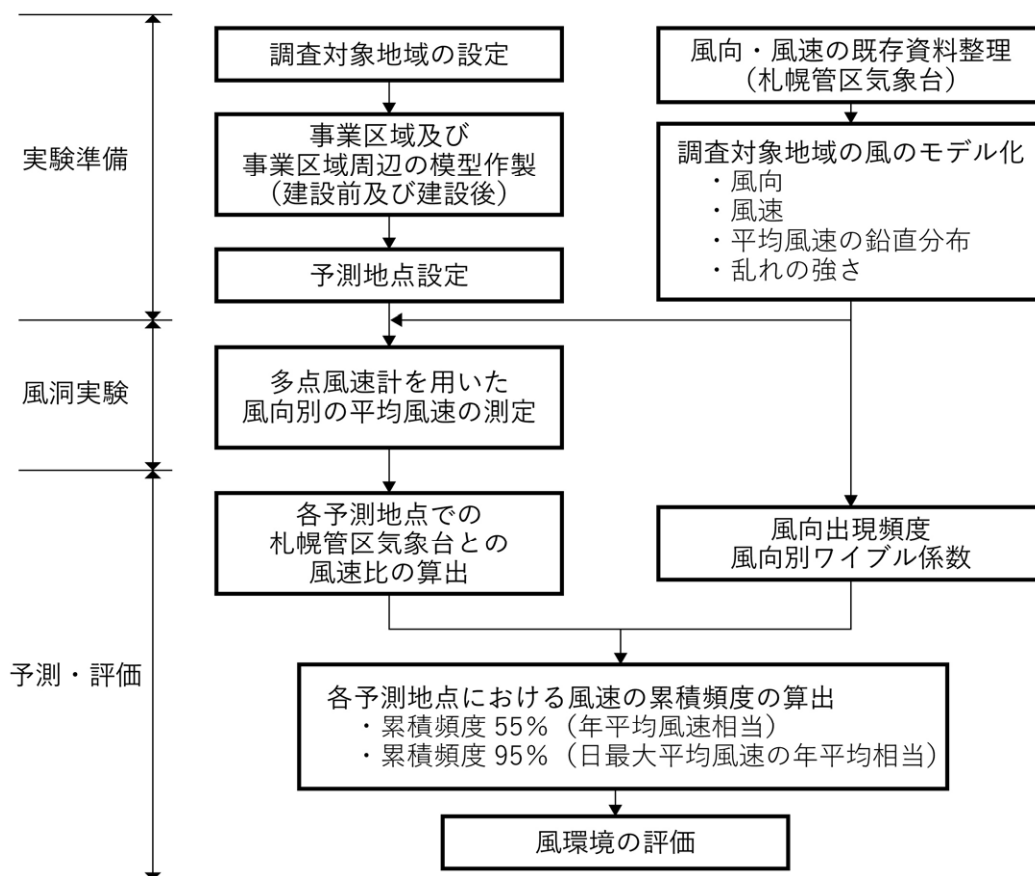 実験準備
調査対象地域の設定
事業区域及び
事業区域周辺の模型作製
（建設前及び建設後）
予測地点設定
風向・風速の既存資料整理
（札幌管区気象台）
調査対象地域の風のモデル化
・風向
・風速
・平均風速の鉛直分布
・乱れの強さ
風洞実験
多点風速計を用いた
風向別の平均風速の測定
予測・評価
各予測地点での
札幌管区気象台との
風速比の算出
風向出現頻度
風向別ワイブル係数
各予測地点における風速の累積頻度の算出
・累積頻度 55%（年平均風速相当）
・累積頻度 95%（日最大平均風速の年平均相当）
風環境の評価